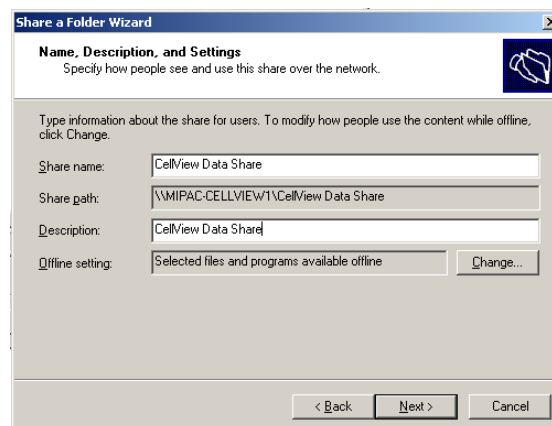 Share a Folder Wizard
Name, Description, and Settings
Specify how people see and use this share over the network.
Type information about the share for users. To modify how people use the content while offline,
click Change.
Share name: CellView Data Share
Share path: \\MIPAC-CELLVIEW1\CellView Data Share
Description: CellView Data Share
Offline setting: Selected files and programs available offline Change...
< Back Next > Cancel